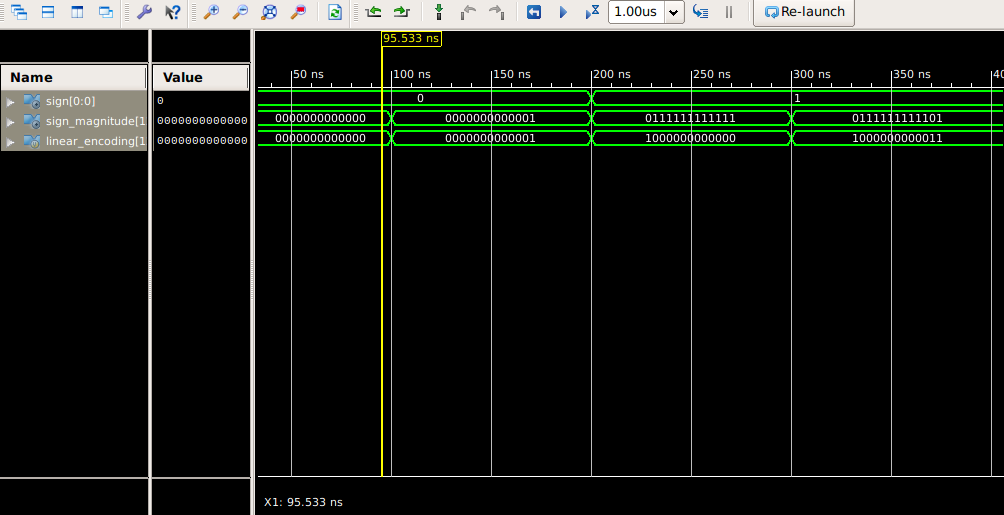 1.00us Re-launch
95.533 ns
Name Value 50 ns 100 ns 150 ns 200 ns 250 ns 300 ns 350 ns 40
sign[0:0] 0 0 1
sign_magnitude[1 0000000000000 0000000000000 0000000000001 0111111111111 0111111111101
linear_encoding[1 0000000000000 0000000000000 0000000000001 1000000000000 1000000000011
X1: 95.533 ns